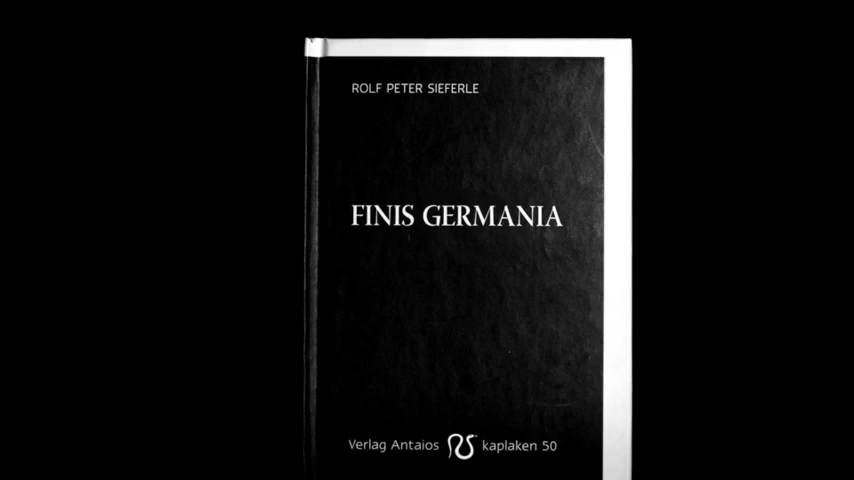 ROLF PETER SIEFERLE
FINIS GERMANIA
Verlag Antaios kaplaken 50